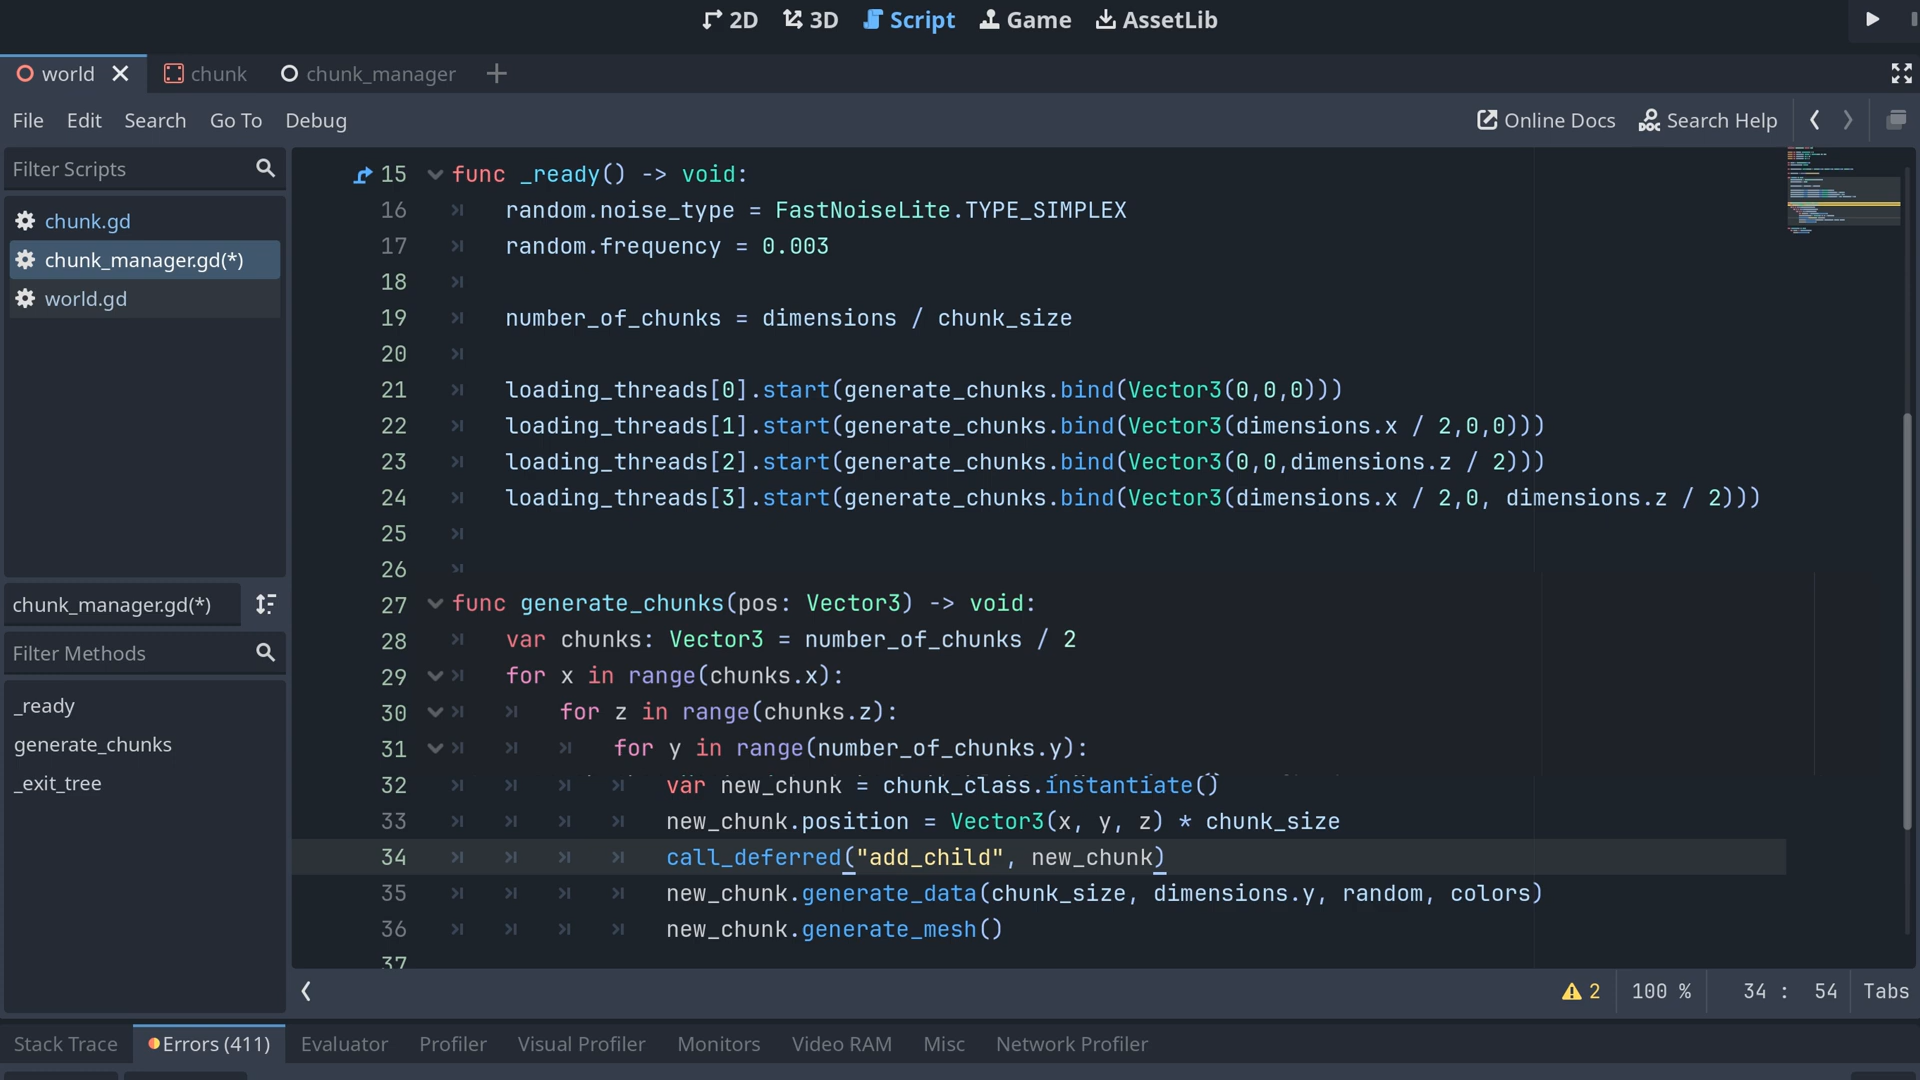 2D 3D Script Game AssetLib
world chunk chunk_manager
File Edit Search Go To Debug Online Docs Search Help
Filter Scripts
chunk.gd
chunk_manager.gd(*)
world.gd
chunk_manager.gd(*)
Filter Methods
_ready
generate_chunks
_exit_tree
15 func _ready() -> void:
16 random.noise_type = FastNoiseLite.TYPE_SIMPLEX
17 random.frequency = 0.003
18
19 number_of_chunks = dimensions / chunk_size
20
21 loading_threads[0].start(generate_chunks.bind(Vector3(0,0,0)))
22 loading_threads[1].start(generate_chunks.bind(Vector3(dimensions.x / 2,0,0)))
23 loading_threads[2].start(generate_chunks.bind(Vector3(0,0,dimensions.z / 2)))
24 loading_threads[3].start(generate_chunks.bind(Vector3(dimensions.x / 2,0, dimensions.z / 2)))
25
26
27 func generate_chunks(pos: Vector3) -> void:
28 var chunks: Vector3 = number_of_chunks / 2
29 for x in range(chunks.x):
30 for z in range(chunks.z):
31 for y in range(number_of_chunks.y):
32 var new_chunk = chunk_class.instantiate()
33 new_chunk.position = Vector3(x, y, z) * chunk_size
34 call_deferred("add_child", new_chunk)
35 new_chunk.generate_data(chunk_size, dimensions.y, random, colors)
36 new_chunk.generate_mesh()
37
2 100 % 34 : 54 Tabs
Stack Trace Errors (411) Evaluator Profiler Visual Profiler Monitors Video RAM Misc Network Profiler